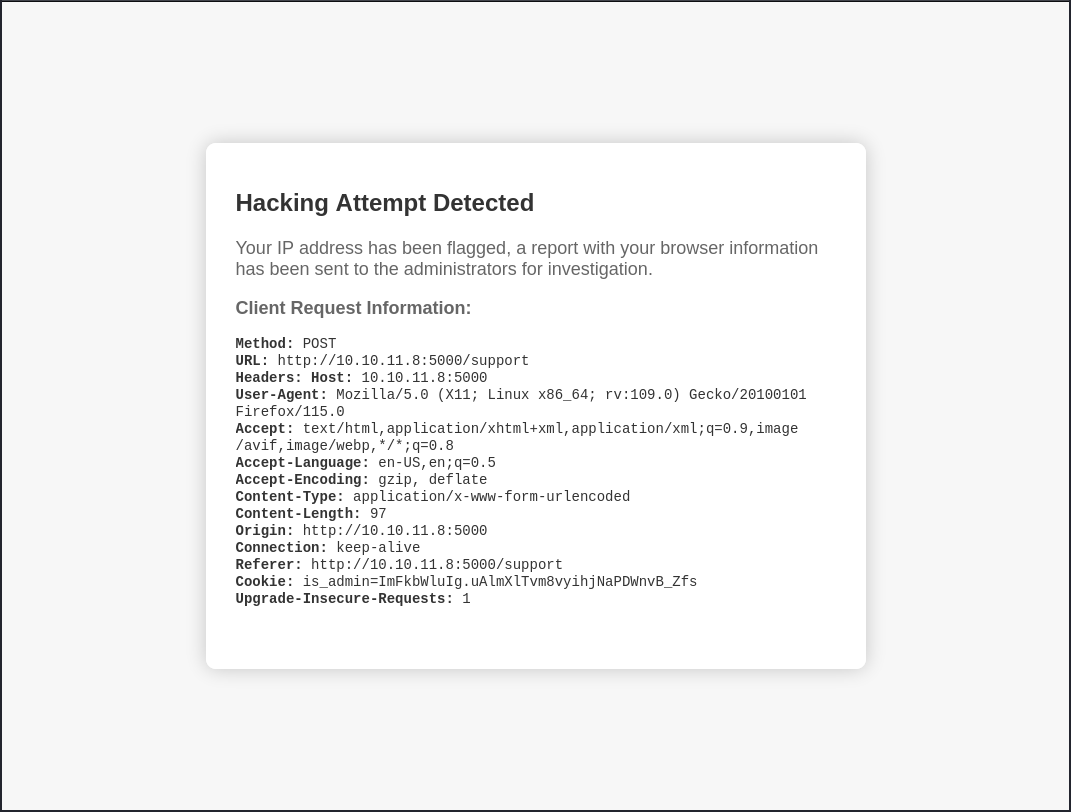 Hacking Attempt Detected
Your IP address has been flagged, a report with your browser information
has been sent to the administrators for investigation.
Client Request Information:
Method: POST
URL: http://10.10.11.8:5000/support
Headers: Host: 10.10.11.8:5000
User-Agent: Mozilla/5.0 (X11; Linux x86_64; rv:109.0) Gecko/20100101
Firefox/115.0
Accept: text/html,application/xhtml+xml,application/xml;q=0.9,image
/avif,image/webp,*/*;q=0.8
Accept-Language: en-US,en;q=0.5
Accept-Encoding: gzip, deflate
Content-Type: application/x-www-form-urlencoded
Content-Length: 97
Origin: http://10.10.11.8:5000
Connection: keep-alive
Referer: http://10.10.11.8:5000/support
Cookie: is_admin=ImFkbWluIg.uAlmXlTvm8vyihjNaPDWnvB_Zfs
Upgrade-Insecure-Requests: 1